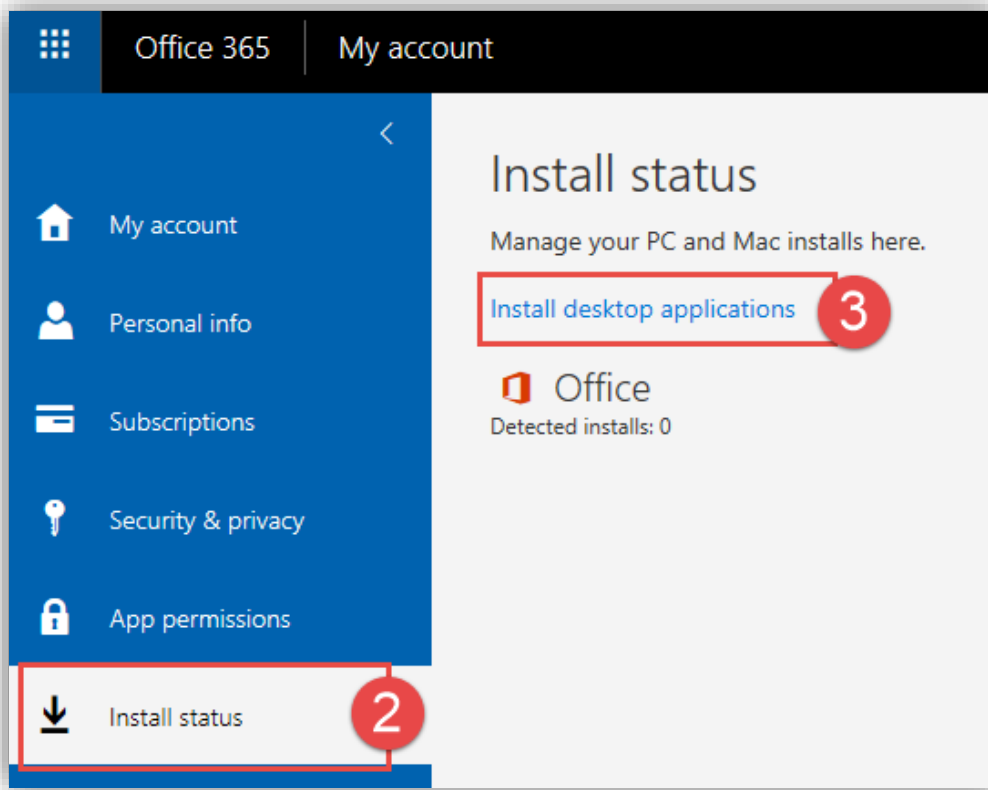 Office 365
My account
My account
Personal info
Subscriptions
Security & privacy
App permissions
Install status
2
Install status
Manage your PC and Mac installs here.
Install desktop applications
3
Office
Detected installs: 0